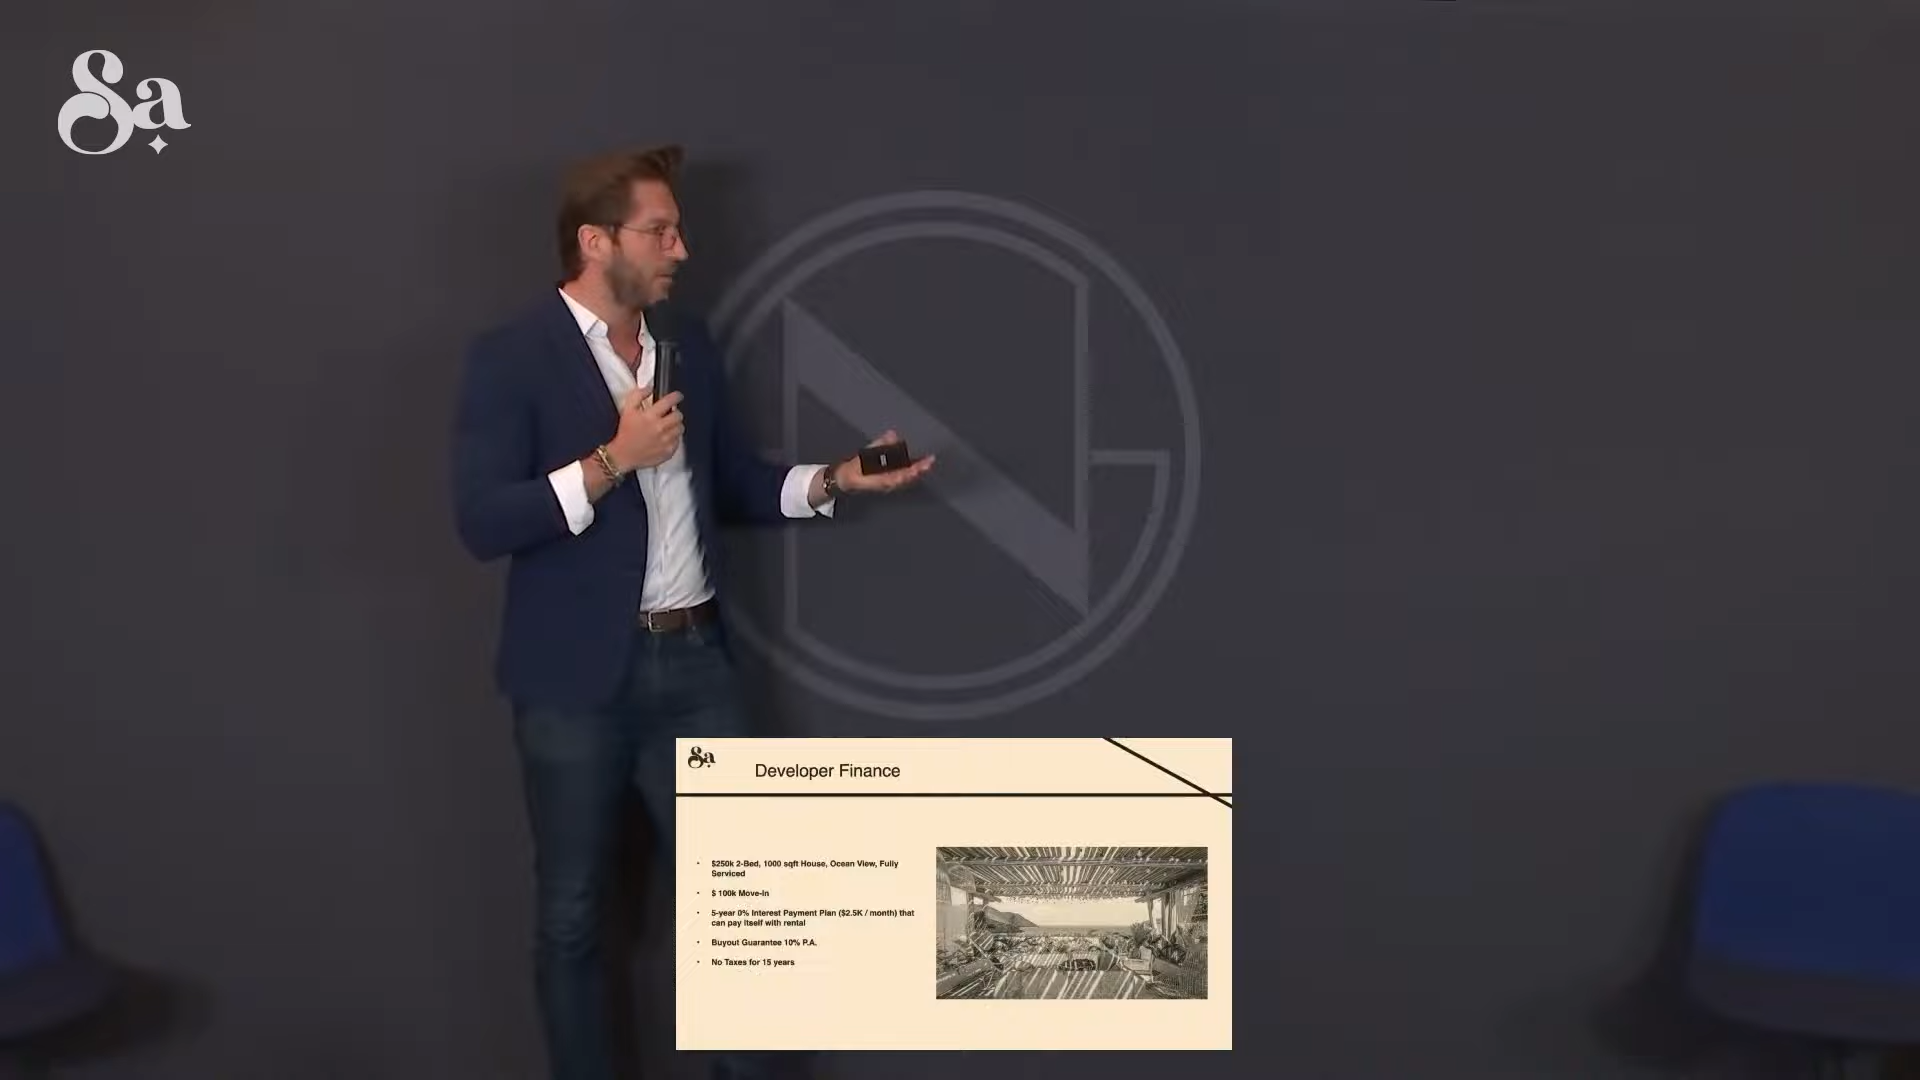 Sa
Sa
Developer Finance
• $250k 2-Bed, 1000 sqft House, Ocean View, Fully
Serviced
• $ 100k Move-In
• 5-year 0% Interest Payment Plan ($2.5K / month) that
can pay itself with rental
• Buyout Guarantee 10% P.A.
• No Taxes for 15 years